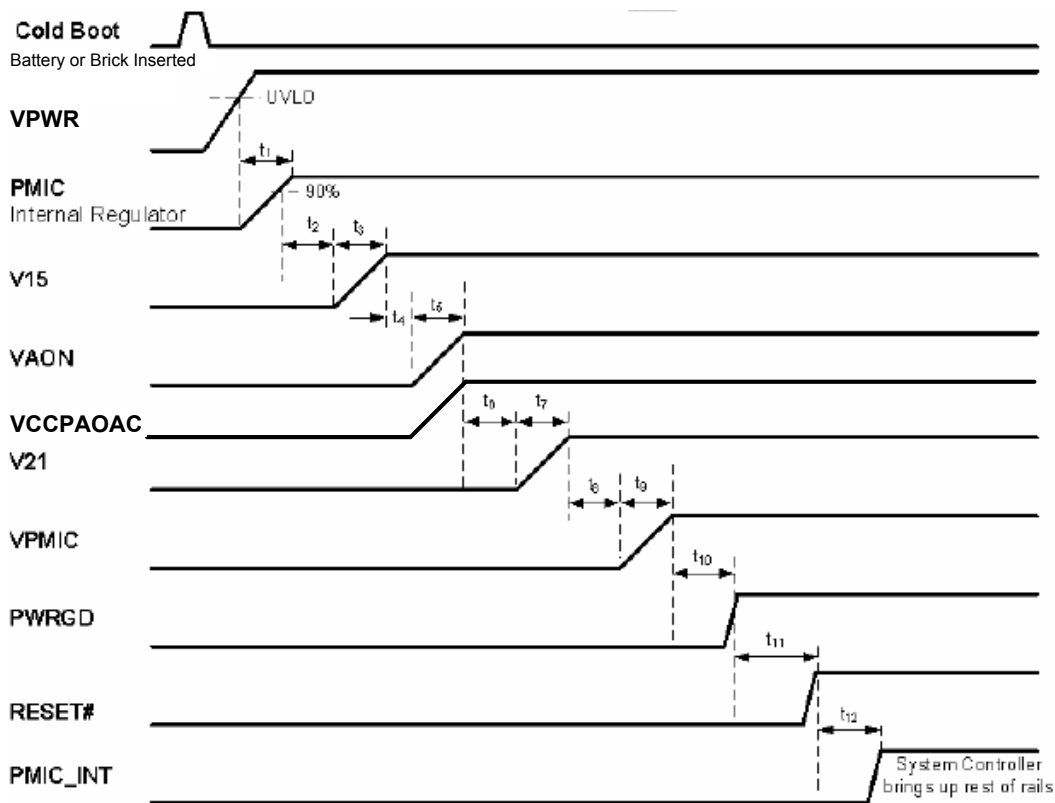 Cold Boot
Battery or Brick Inserted
UVLO
VPWR
t1
PMIC
90%
Internal Regulator
t2 t3
V15
t4 t5
VAON
VCCPAOAC
t6 t7
V21
t8 t9
VPMIC
t10
PWRGD
t11
RESET#
t12
PMIC_INT
System Controller
brings up rest of rails